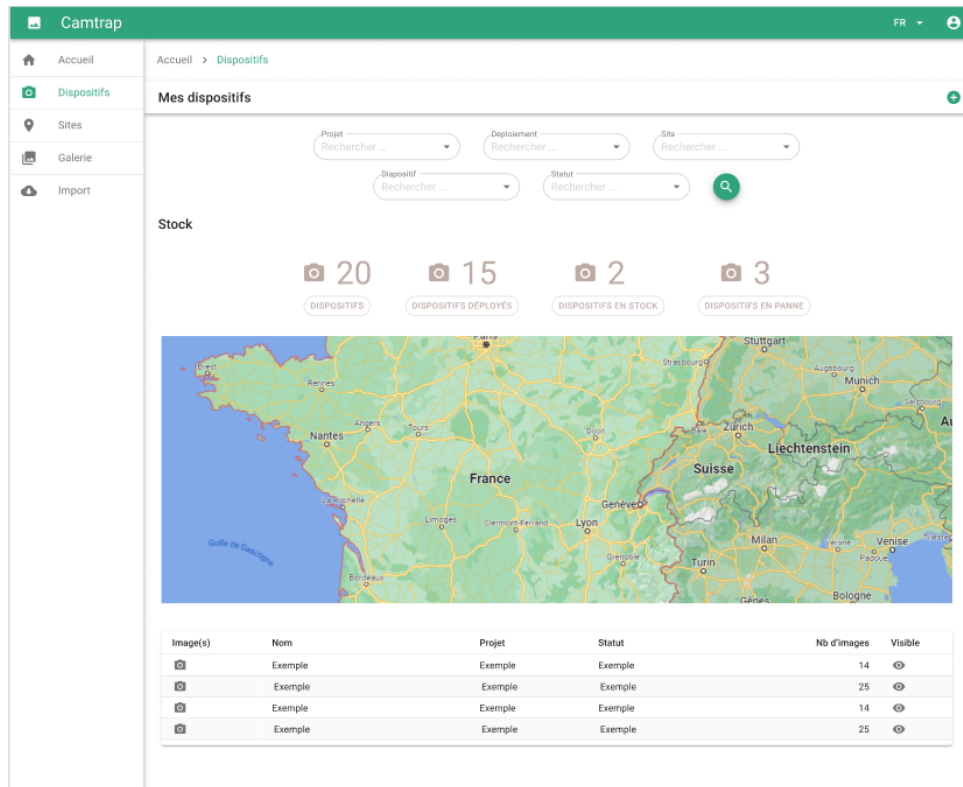 Camtrap FR
Accueil
Dispositifs
Sites
Galerie
Import
Accueil > Dispositifs
Mes dispositifs
Projet Deploiement Site
Rechercher ... Rechercher ... Rechercher ...
Dispositif Statut
Rechercher ... Rechercher ...
Stock
20 15 2 3
DISPOSITIFS DISPOSITIFS DÉPLOYÉS DISPOSITIFS EN STOCK DISPOSITIFS EN PANNE
Paris
Stuttgart
Strasbourg
Brest
Augsbourg
Munich
Rennes
Salzbourg
Angers
Tours
Dijon
Bâle
Zurich
Nantes
Liechtenstein
France
Suisse
La Rochelle
Genève
Limoges
Clermont-Ferrand
Lyon
Golfe de Gascogne
Milan
Vérone
Venise
Trieste
Grenoble
Turin
Padoue
Bordeaux
Gênes
Bologne
Image(s) Nom Projet Statut Nb d'images Visible
Exemple Exemple Exemple 14
Exemple Exemple Exemple 25
Exemple Exemple Exemple 14
Exemple Exemple Exemple 25